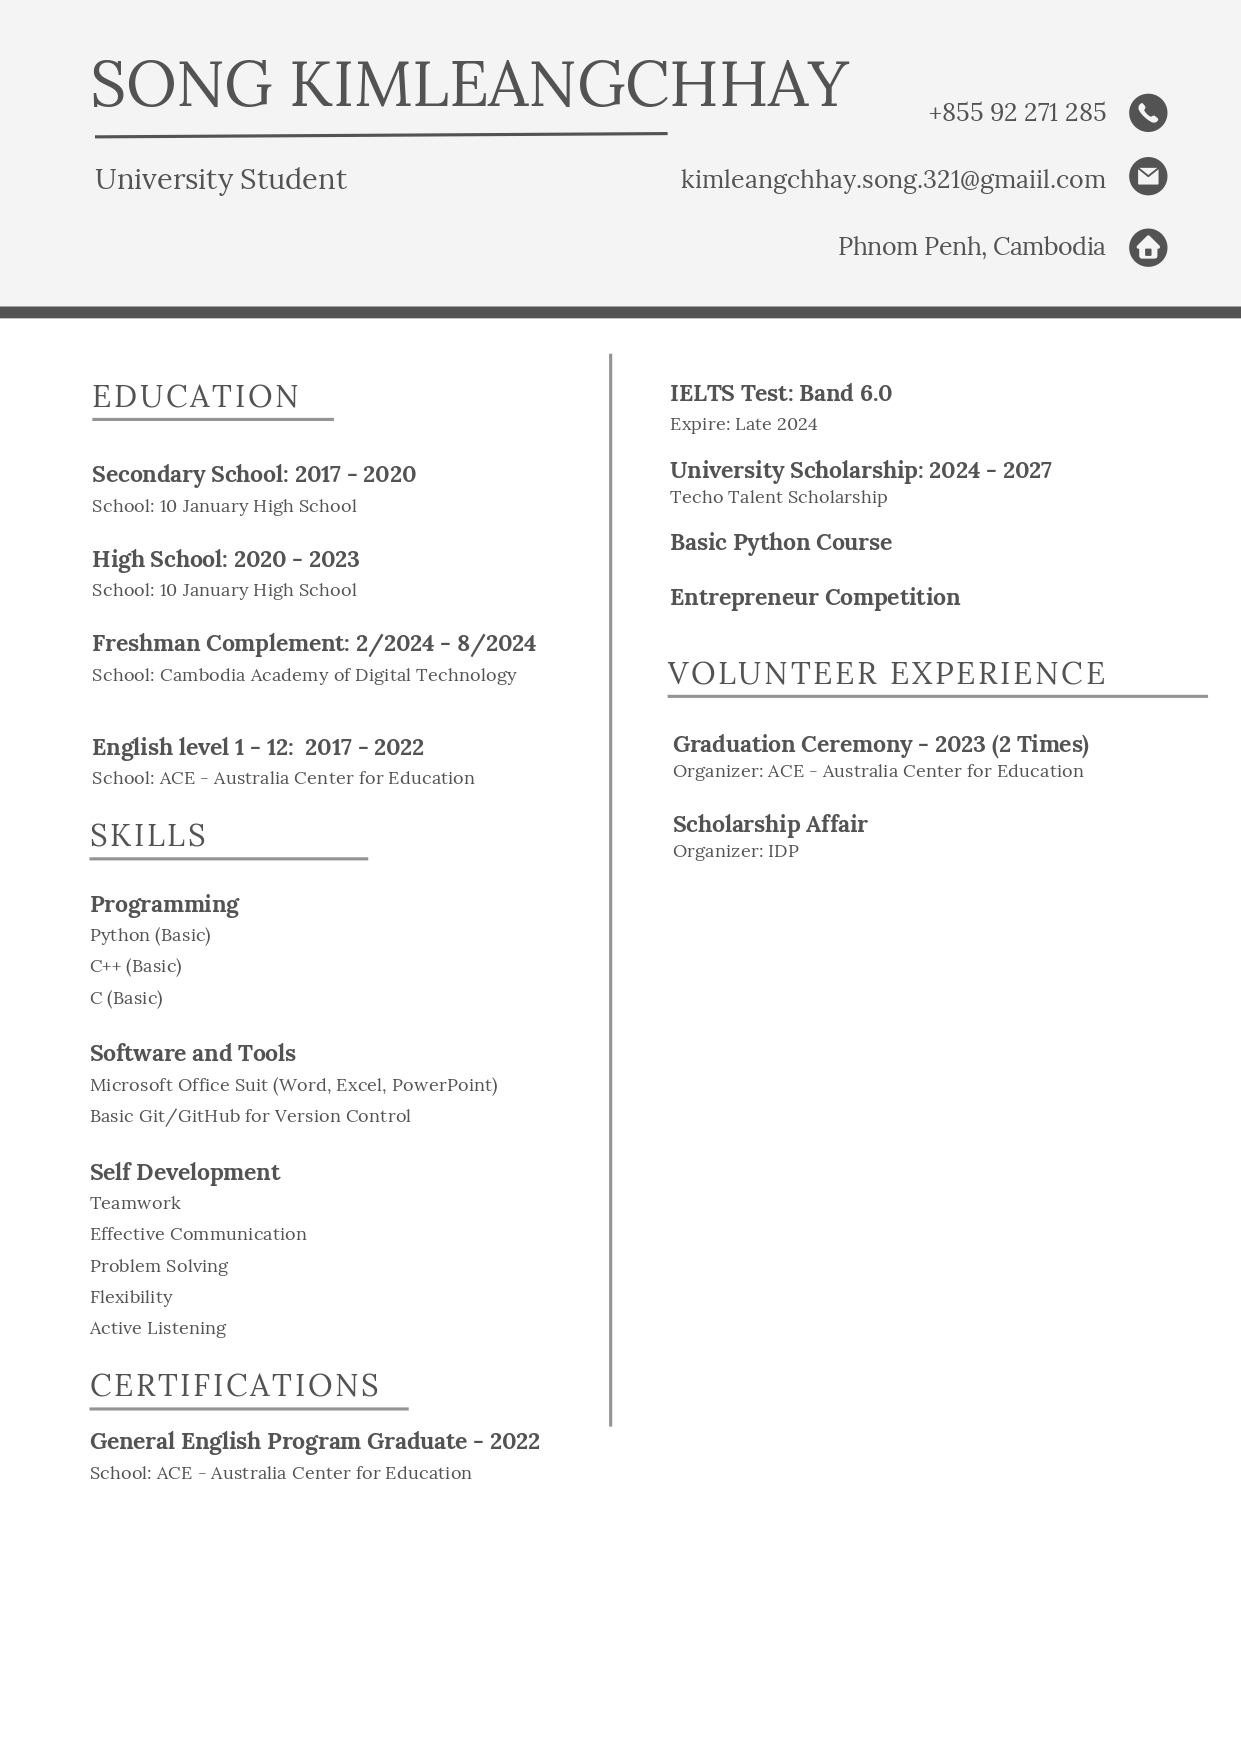 SONG KIMLEANGCHHAY
University Student
+855 92 271 285
kimleangchhay.song.321@gmaiil.com
Phnom Penh, Cambodia
EDUCATION
Secondary School: 2017 - 2020
School: 10 January High School
High School: 2020 - 2023
School: 10 January High School
Freshman Complement: 2/2024 - 8/2024
School: Cambodia Academy of Digital Technology
English level 1 - 12:  2017 - 2022
School: ACE - Australia Center for Education
SKILLS
Programming
Python (Basic)
C++ (Basic)
C (Basic)
Software and Tools
Microsoft Office Suit (Word, Excel, PowerPoint)
Basic Git/GitHub for Version Control
Self Development
Teamwork
Effective Communication
Problem Solving
Flexibility
Active Listening
CERTIFICATIONS
General English Program Graduate - 2022
School: ACE - Australia Center for Education
IELTS Test: Band 6.0
Expire: Late 2024
University Scholarship: 2024 - 2027
Techo Talent Scholarship
Basic Python Course
Entrepreneur Competition
VOLUNTEER EXPERIENCE
Graduation Ceremony - 2023 (2 Times)
Organizer: ACE - Australia Center for Education
Scholarship Affair
Organizer: IDP